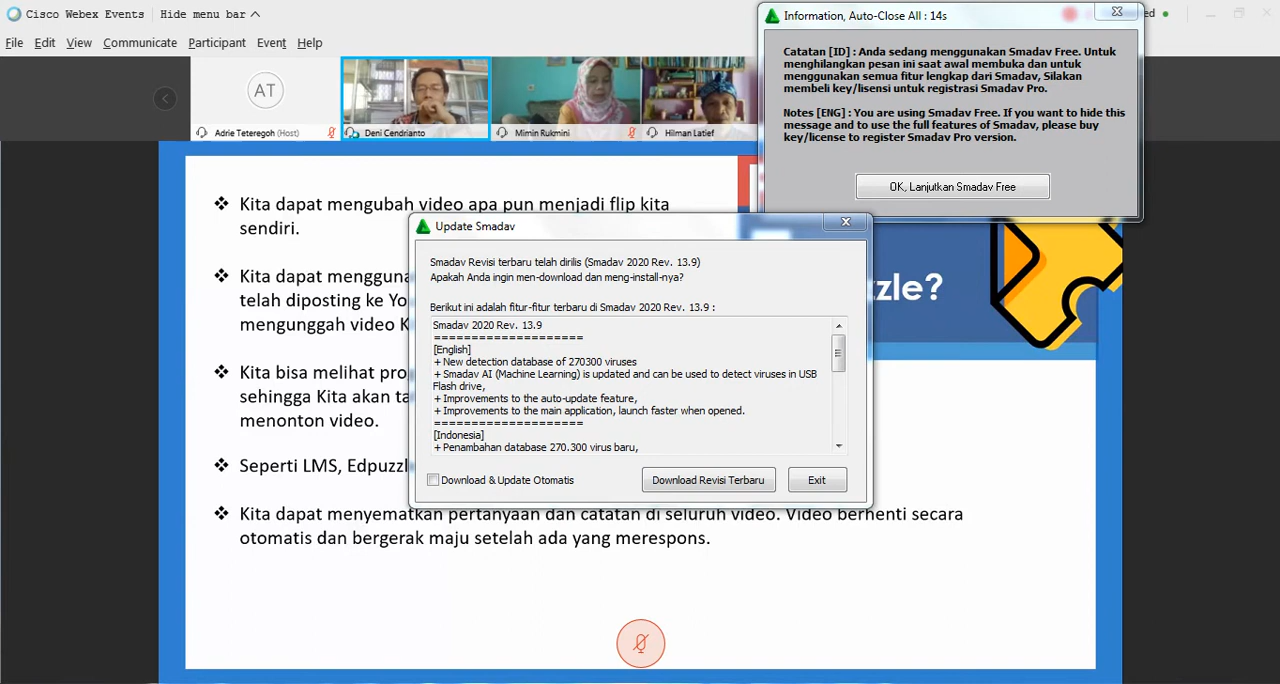 Cisco Webex Events
Hide menu bar
File Edit View Communicate Participant Event Help
AT
Adrie Teteregoh (Host)
Deni Cendrianto
Mimin Rukmini
Hilman Latief
Information, Auto-Close All : 14s
ed
Catatan [ID] : Anda sedang menggunakan Smadav Free. Untuk
menghilangkan pesan ini saat awal membuka dan untuk
menggunakan semua fitur lengkap dari Smadav, Silakan
membeli key/lisensi untuk registrasi Smadav Pro.
Notes [ENG] : You are using Smadav Free. If you want to hide this
message and to use the full features of Smadav, please buy
key/license to register Smadav Pro version.
OK, Lanjutkan Smadav Free
❖ Kita dapat mengubah video apa pun menjadi flip kita
sendiri.
❖ Kita dapat mengguna
telah diposting ke Yo
mengunggah video K
❖ Kita bisa melihat pro
sehingga Kita akan ta
menonton video.
❖ Seperti LMS, Edpuzzl
❖ Kita dapat menyematkan pertanyaan dan catatan di seluruh video. Video berhenti secara
otomatis dan bergerak maju setelah ada yang merespons.
zzle?
Update Smadav
Smadav Revisi terbaru telah dirilis (Smadav 2020 Rev. 13.9)
Apakah Anda ingin men-download dan meng-install-nya?
Berikut ini adalah fitur-fitur terbaru di Smadav 2020 Rev. 13.9 :
Smadav 2020 Rev. 13.9
=====================
[English]
+ New detection database of 270300 viruses
+ Smadav AI (Machine Learning) is updated and can be used to detect viruses in USB
Flash drive,
+ Improvements to the auto-update feature,
+ Improvements to the main application, launch faster when opened.
=====================
[Indonesia]
+ Penambahan database 270.300 virus baru,
Download & Update Otomatis
Download Revisi Terbaru
Exit